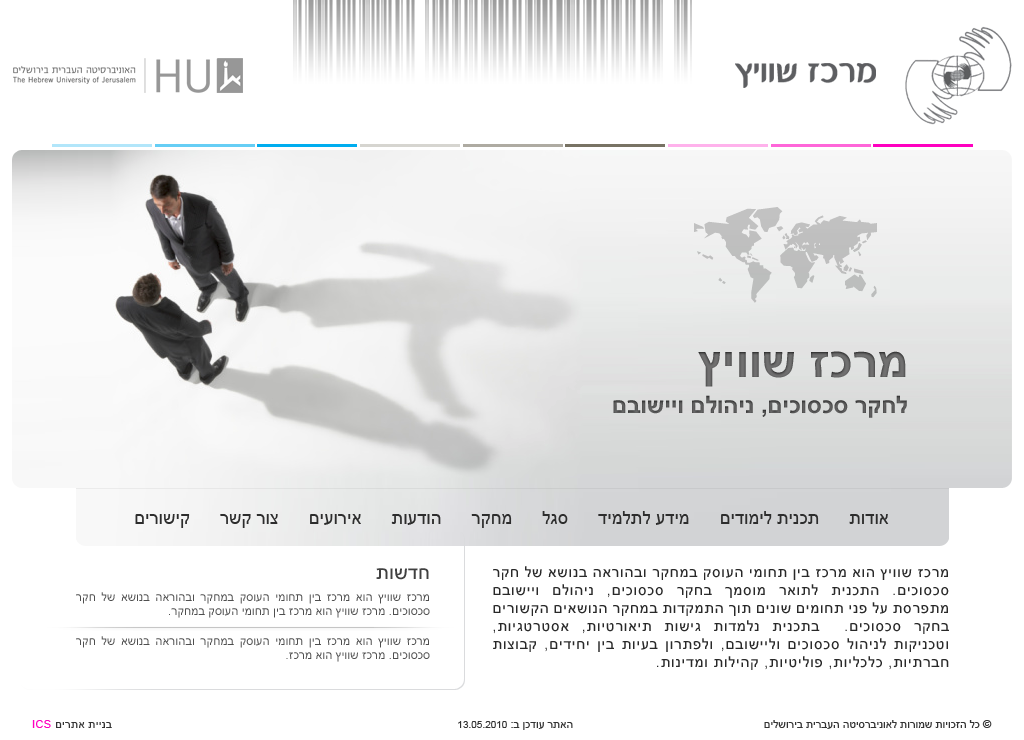 מרכז שוויץ
האוניברסיטה העברית בירושלים
The Hebrew University of Jerusalem
HU
מרכז שוויץ
לחקר סכסוכים, ניהולם ויישובם
אודות תכנית לימודים מידע לתלמיד סגל מחקר הודעות אירועים צור קשר קישורים
מרכז שוויץ הוא מרכז בין תחומי העוסק במחקר ובהוראה בנושא של חקר
סכסוכים. התכנית לתואר מוסמך בחקר סכסוכים, ניהולם ויישובם
מתפרסת על פני תחומים שונים תוך התמקדות במחקר הנושאים הקשורים
בחקר סכסוכים. בתכנית נלמדות גישות תיאורטיות, אסטרטגיות,
וטכניקות לניהול סכסוכים וליישובם, ולפתרון בעיות בין יחידים, קבוצות
חברתיות, כלכליות, פוליטיות, קהילות ומדינות.
חדשות
מרכז שוויץ הוא מרכז בין תחומי העוסק במחקר ובהוראה בנושא של חקר
סכסוכים. מרכז שוויץ הוא מרכז בין תחומי העוסק במחקר.
מרכז שוויץ הוא מרכז בין תחומי העוסק במחקר ובהוראה בנושא של חקר
סכסוכים. מרכז שוויץ הוא מרכז.
© כל הזכויות שמורות לאוניברסיטה העברית בירושלים
האתר עודכן ב: 13.05.2010
בניית אתרים ICS